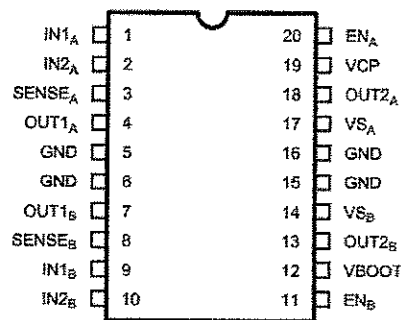 IN1A 1 20 ENA
IN2A 2 19 VCP
SENSEA 3 18 OUT2A
OUT1A 4 17 VSA
GND 5 16 GND
GND 6 15 GND
OUT1B 7 14 VSB
SENSEB 8 13 OUT2B
IN1B 9 12 VBOOT
IN2B 10 11 ENB